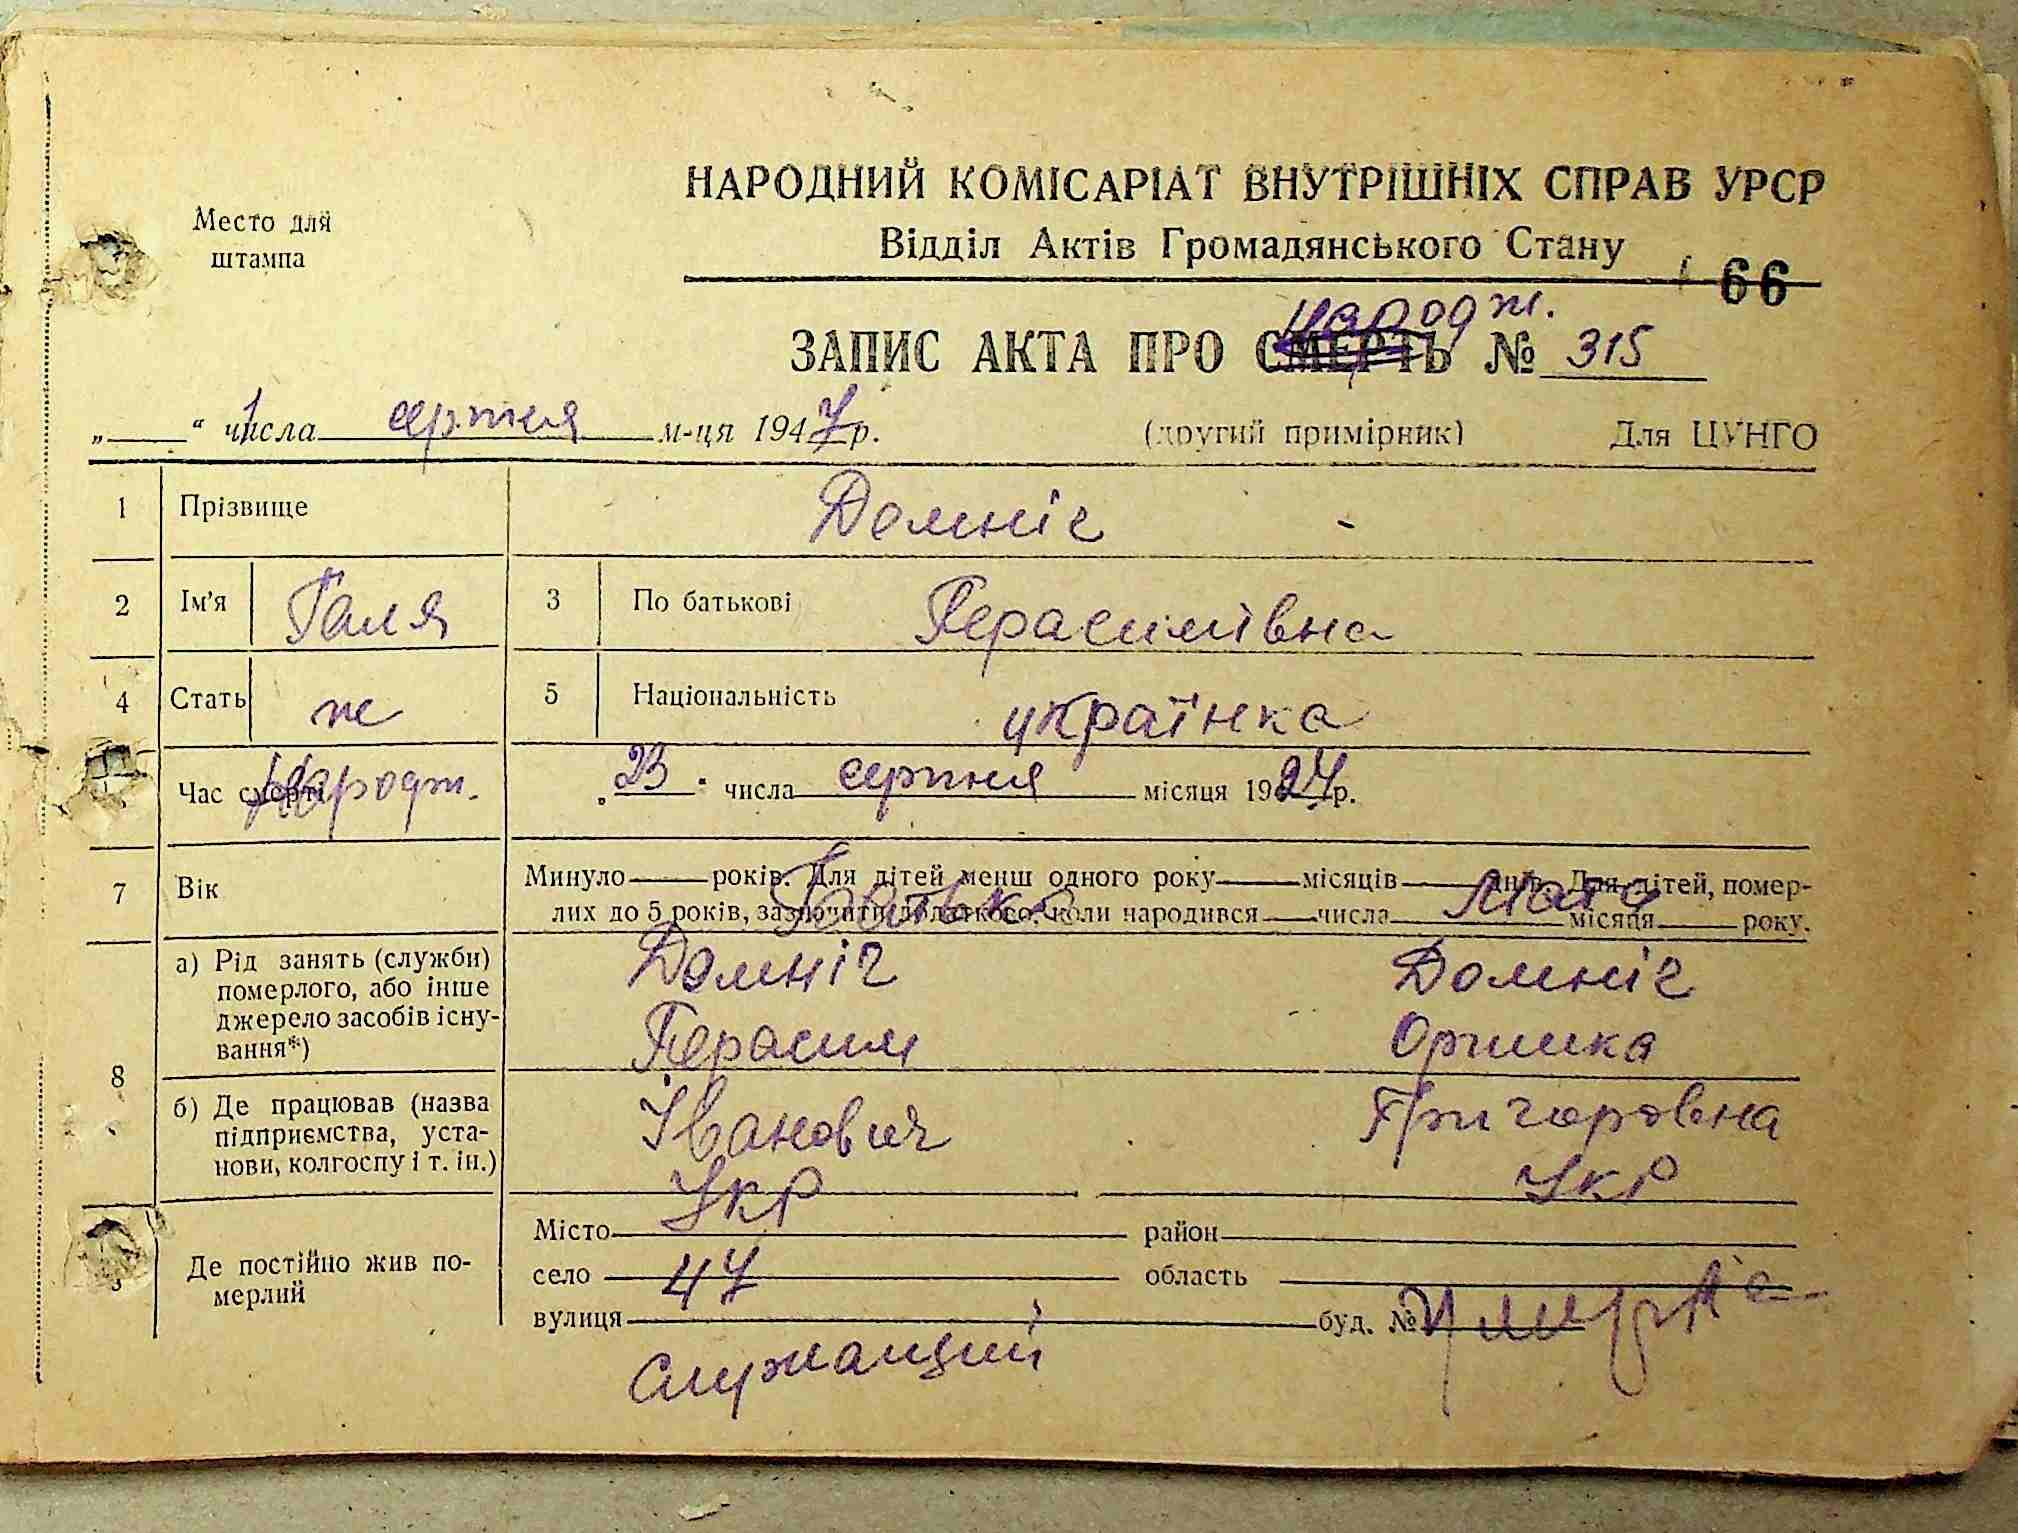 Место для
штампа
НАРОДНИЙ КОМІСАРІАТ ВНУТРІШНІХ СПРАВ УРСР
Відділ Актів Громадянського Стану
66
народж.
ЗАПИС АКТА ПРО СМЕРТЬ № 315
„ “ 1 числа серпня м-ця 1947 р. (другий примірник) Для ЦУНГО
1 Прізвище Домніч
2 Ім'я Галя 3 По батькові Герасимівна
4 Стать ж 5 Національність українка
Час смерті народж. 23 числа серпня місяця 1927 р.
7 Вік Минуло років. Для дітей менш одного року місяців днів. Для дітей, помер-
лих до 5 років, зазначити додатково, коли народився числа місяця року.
Батько Мати
8 а) Рід занять (служби) померлого, або інше джерело засобів існу-вання*)
Домніч Домніч
Герасим Оришка
б) Де працював (назва підприємства, уста-нови, колгоспу і т. ін.)
Іванович Григоровна
Укр Укр
Де постійно жив по-мерлий
Місто район
село 47 область
вулиця буд. № умерла
служащий